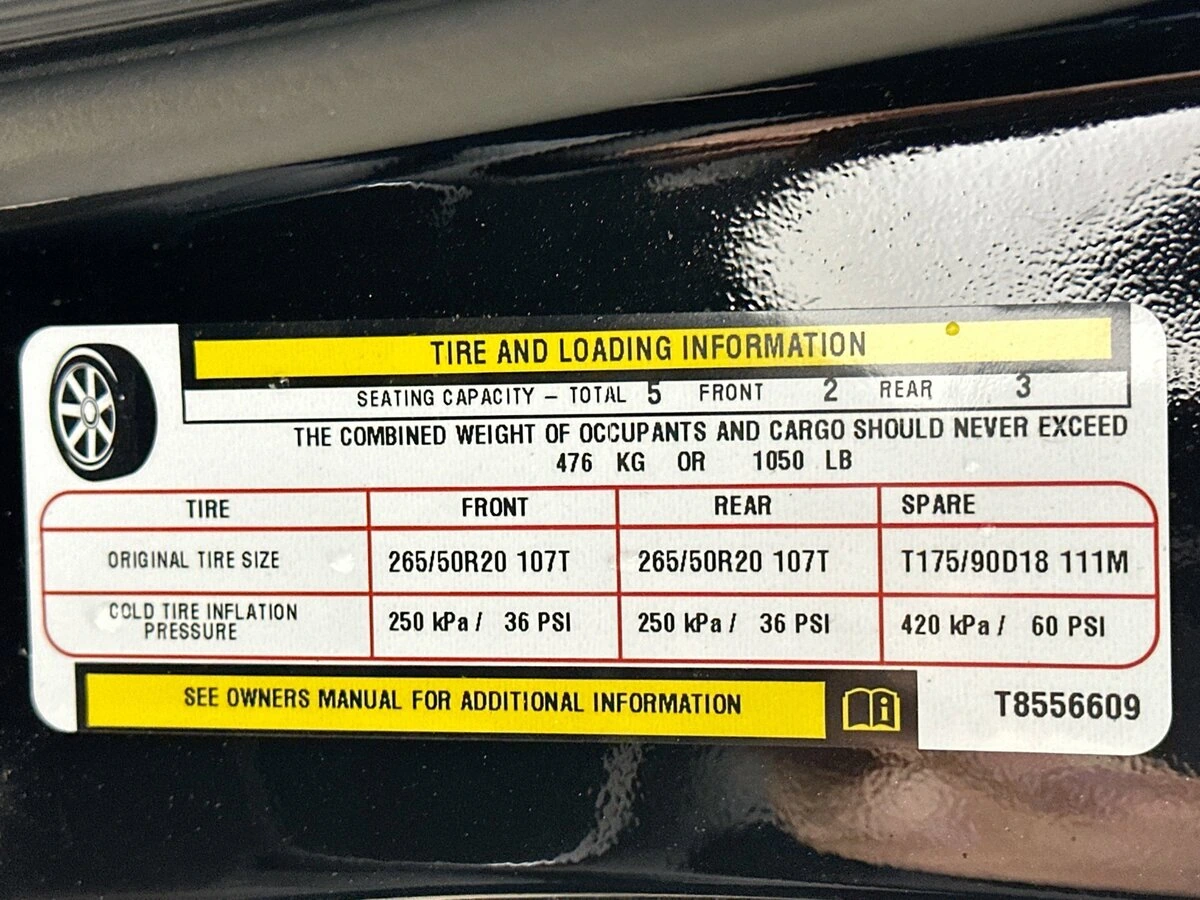 TIRE AND LOADING INFORMATION
SEATING CAPACITY – TOTAL 5 FRONT 2 REAR 3
THE COMBINED WEIGHT OF OCCUPANTS AND CARGO SHOULD NEVER EXCEED
476 KG OR 1050 LB
TIRE FRONT REAR SPARE
ORIGINAL TIRE SIZE 265/50R20 107T 265/50R20 107T T175/90D18 111M
COLD TIRE INFLATION
PRESSURE 250 kPa / 36 PSI 250 kPa / 36 PSI 420 kPa / 60 PSI
SEE OWNERS MANUAL FOR ADDITIONAL INFORMATION i T8556609